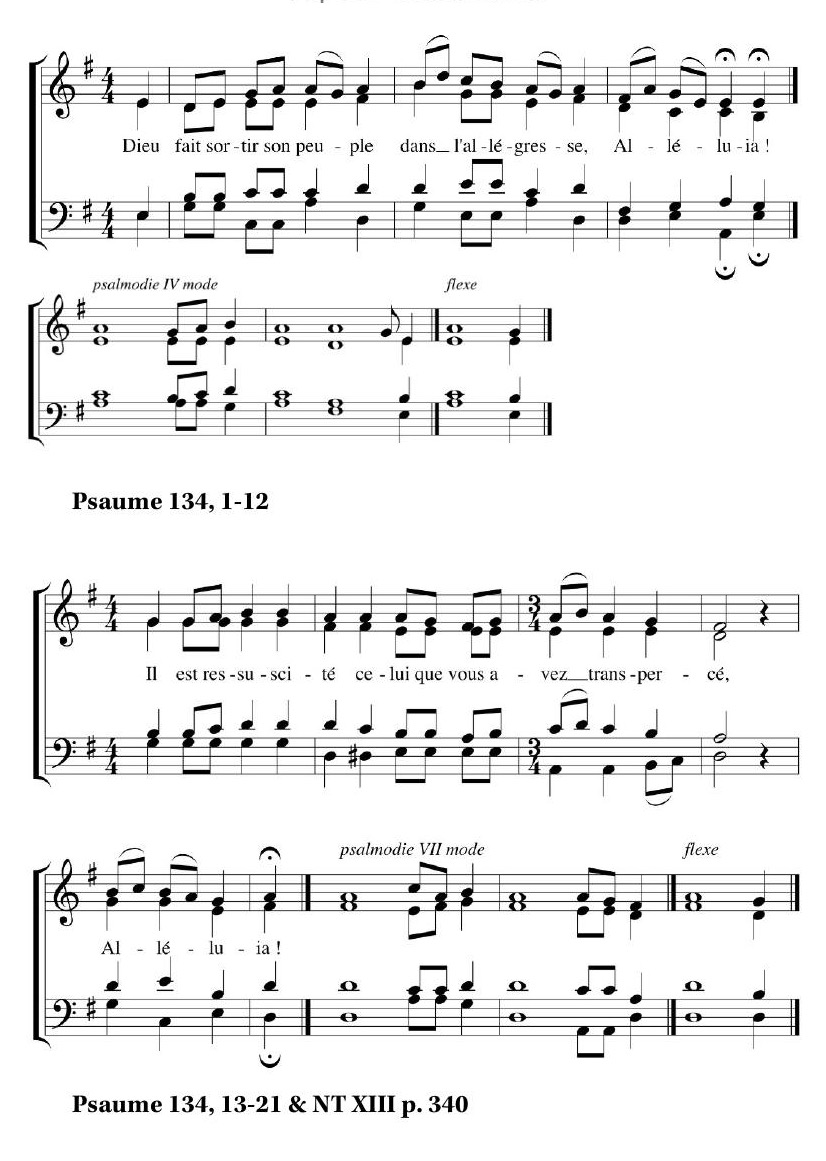 Dieu fait sor-tir son peu - ple dans_ l'al-lé-gres-se, Al - lé - lu-ia !
psalmodie IV mode flexe
Psaume 134, 1-12
Il est res-su-sci-té ce-lui que vous a - vez_ trans-per - cé,
psalmodie VII mode flexe
Al - lé - lu - ia !
Psaume 134, 13-21 & NT XIII p. 340